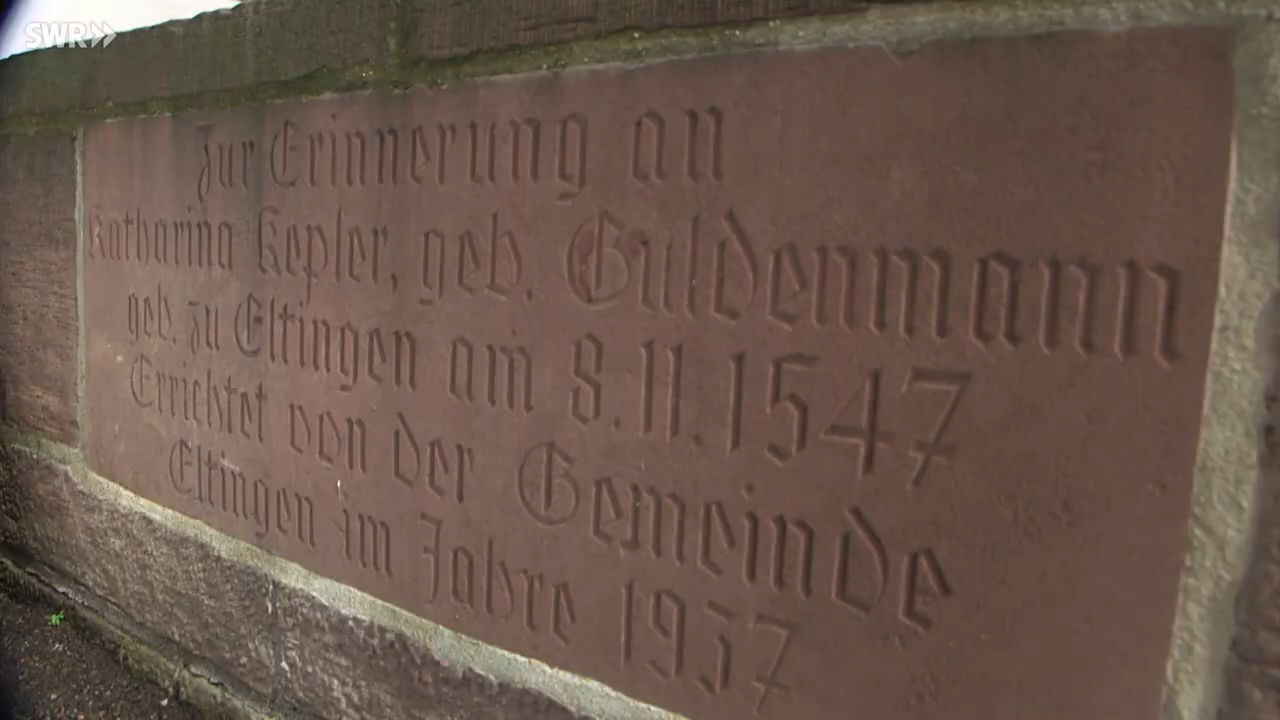 SWR»
Zur Erinnerung an
Katharina Kepler, geb. Guldenmann
geb. zu Eltingen am 8.11.1547
Errichtet von der Gemeinde
Eltingen im Jahre 1937